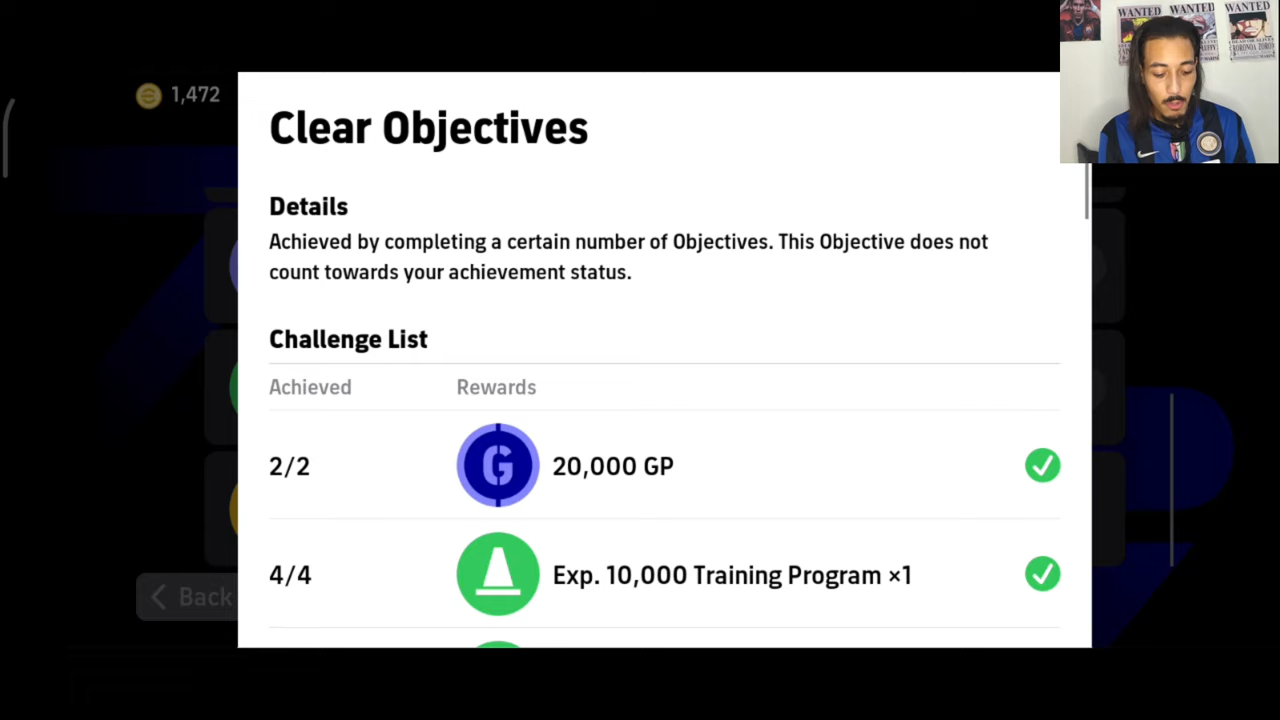 WANTED
WANTED
WANTED
RONONOA ZORO
1,472
Clear Objectives
Details
Achieved by completing a certain number of Objectives. This Objective does not
count towards your achievement status.
Challenge List
Achieved Rewards
2/2 G 20,000 GP
4/4 Exp. 10,000 Training Program ×1
Back